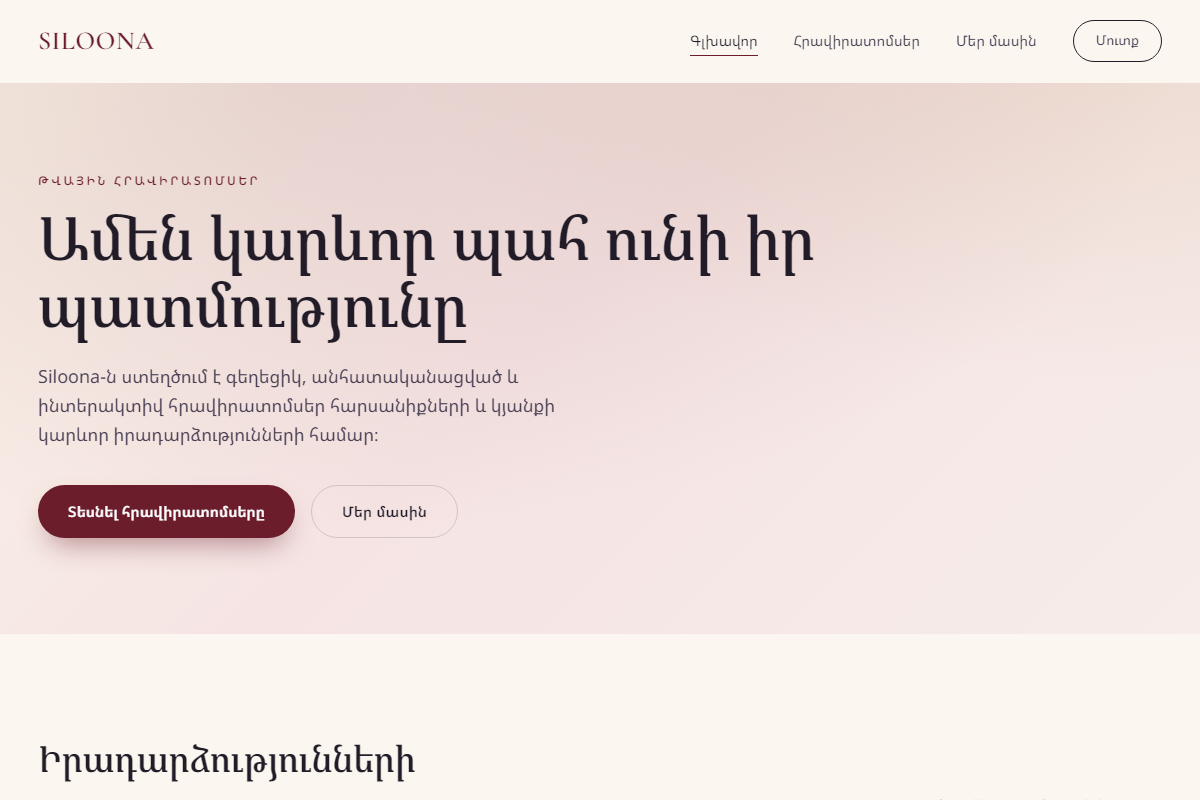 SILOONA
Գլխավոր
Հրավիրատոմսեր
Մեր մասին
Մուտք
ԹՎԱՅԻՆ ՀՐԱՎԻՐԱՏՈՄՍԵՐ
Ամեն կարևոր պահ ունի իր
պատմությունը
Siloona-ն ստեղծում է գեղեցիկ, անհատականացված և
ինտերակտիվ հրավիրատոմսեր հարսանիքների և կյանքի
կարևոր իրադարձությունների համար:
Տեսնել հրավիրատոմսերը
Մեր մասին
Իրադարձությունների